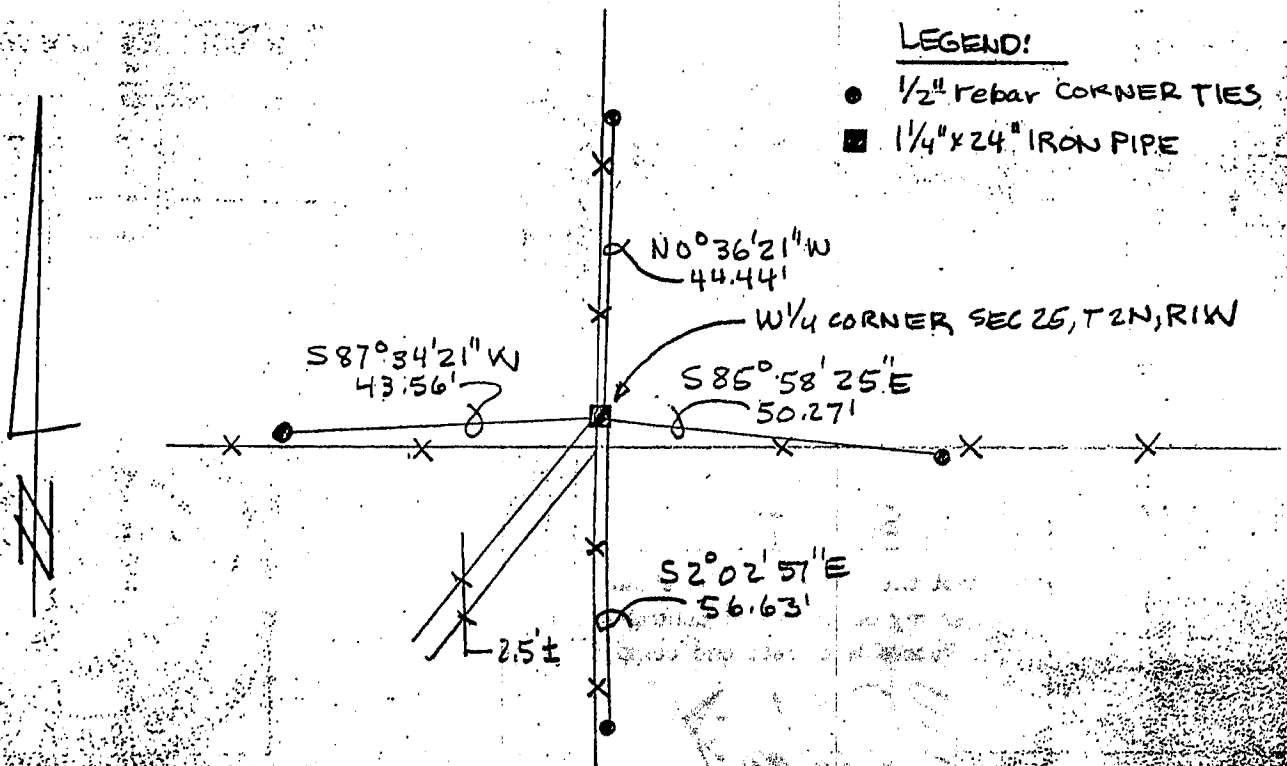 LEGEND:
1/2" rebar CORNER TIES
1 1/4" x 24" IRON PIPE
N0°36'21"W
44.44'
W1/4 CORNER SEC 25, T2N, R1W
S87°34'21"W
43.56'
S85°58'25"E
50.27'
N
S2°02'57"E
56.63'
2.5'±